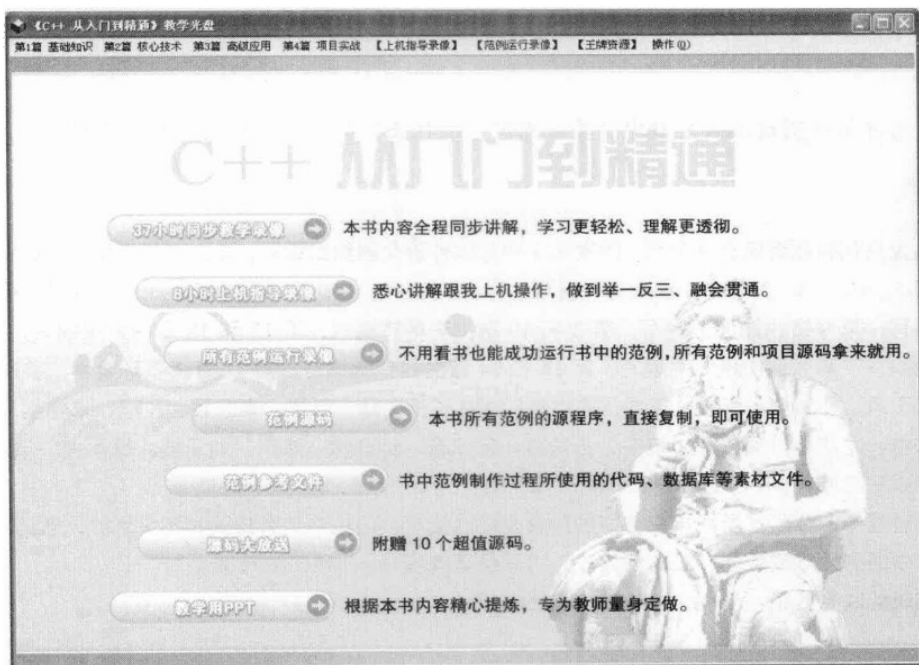 《C++ 从入门到精通》教学光盘
第1篇 基础知识 第2篇 核心技术 第3篇 高级应用 第4篇 项目实战 【上机指导录像】 【范例运行录像】 【王牌资源】 操作(Q)
C++ 从入门到精通
37小时同步教学录像 本书内容全程同步讲解，学习更轻松、理解更透彻。
8小时上机指导录像 悉心讲解跟我上机操作，做到举一反三、融会贯通。
所有范例运行录像 不用看书也能成功运行书中的范例，所有范例和项目源码拿来就用。
范例源码 本书所有范例的源程序，直接复制，即可使用。
范例参考文件 书中范例制作过程所使用的代码、数据库等素材文件。
源码大放送 附赠 10 个超值源码。
教学用PPT 根据本书内容精心提炼，专为教师量身定做。